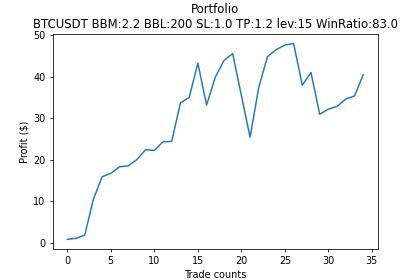 Portfolio
BTCUSDT BBM:2.2 BBL:200 SL:1.0 TP:1.2 lev:15 WinRatio:83.0
50
40
30
20
10
0
Profit ($)
0 5 10 15 20 25 30 35
Trade counts